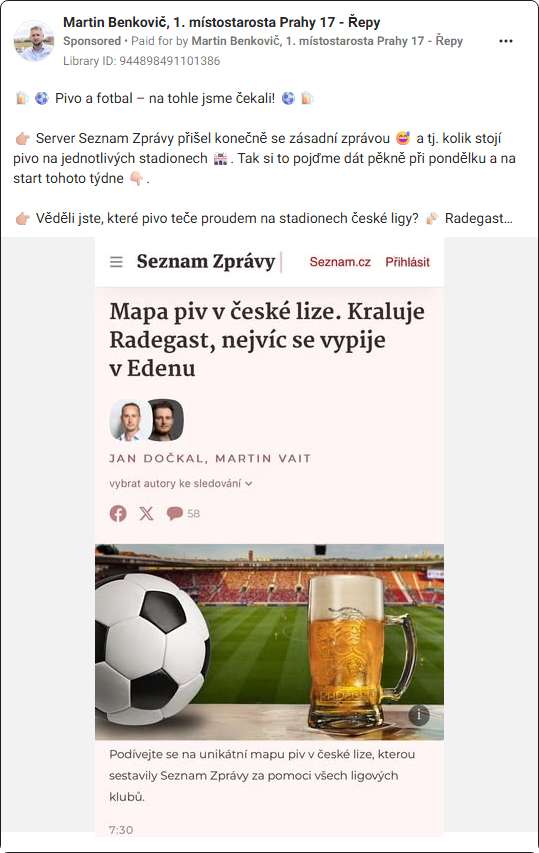 Martin Benkovič, 1. místostarosta Prahy 17 - Řepy
Sponsored • Paid for by Martin Benkovič, 1. místostarosta Prahy 17 - Řepy
Library ID: 944898491101386
🍺 ⚽ Pivo a fotbal – na tohle jsme čekali! ⚽ 🍺
👉🏼 Server Seznam Zprávy přišel konečně se zásadní zprávou 😅 a tj. kolik stojí
pivo na jednotlivých stadionech 🏟️. Tak si to pojďme dát pěkně při pondělku a na
start tohoto týdne 👇🏻.
👉🏼 Věděli jste, které pivo teče proudem na stadionech české ligy? 👉🏼 Radegast...
Seznam Zprávy
Seznam.cz Přihlásit
Mapa piv v české lize. Kraluje
Radegast, nejvíc se vypije
v Edenu
JAN DOČKAL, MARTIN VAIT
vybrat autory ke sledování
58
Podívejte se na unikátní mapu piv v české lize, kterou
sestavily Seznam Zprávy za pomoci všech ligových
klubů.
7:30